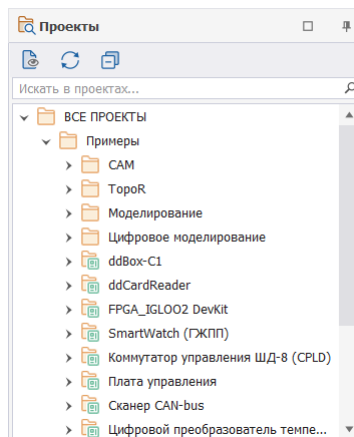 Проекты
Искать в проектах...
ВСЕ ПРОЕКТЫ
Примеры
CAM
TopoR
Моделирование
Цифровое моделирование
ddBox-C1
ddCardReader
FPGA_IGLOO2 DevKit
SmartWatch (ГЖПП)
Коммутатор управления ШД-8 (CPLD)
Плата управления
Сканер CAN-bus
Цифровой преобразователь темпе...